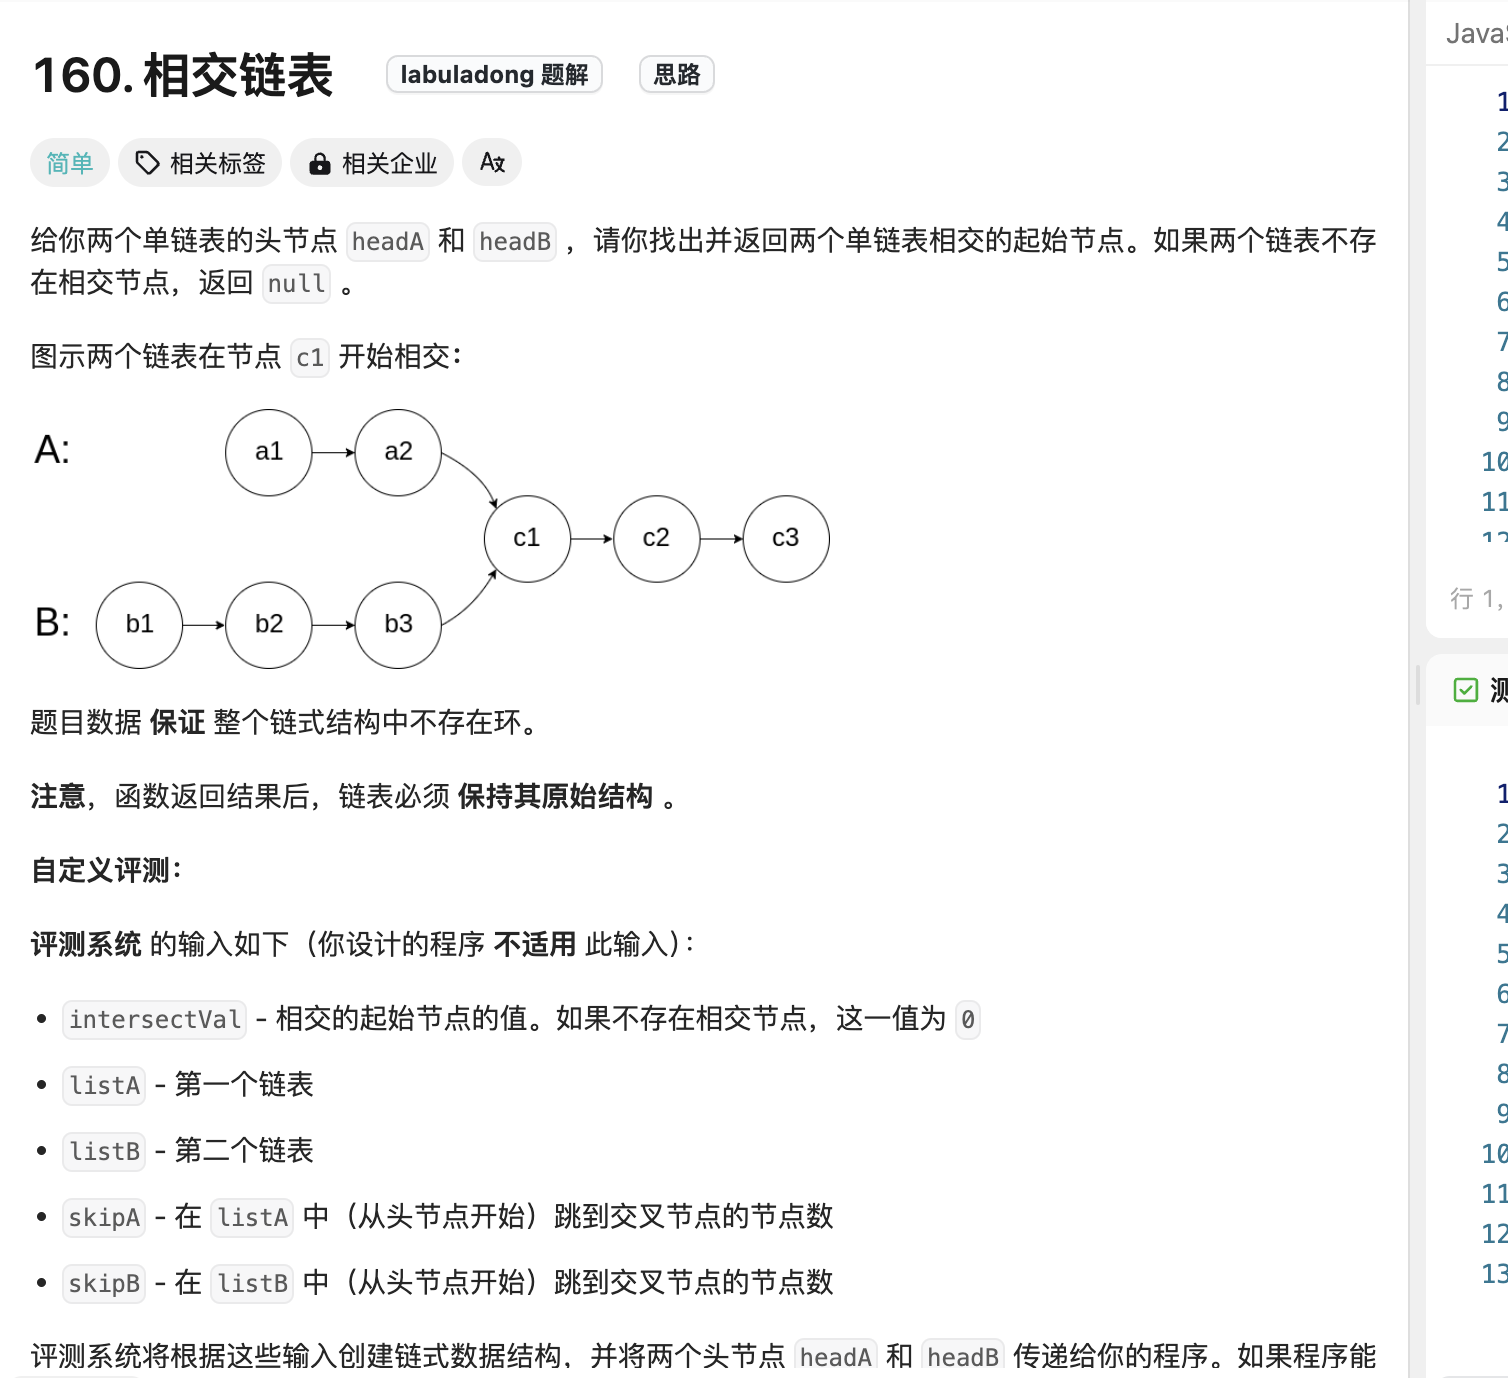 160. 相交链表 labuladong 题解 思路
简单 相关标签 相关企业
给你两个单链表的头节点 headA 和 headB ，请你找出并返回两个单链表相交的起始节点。如果两个链表不存
在相交节点，返回 null 。
图示两个链表在节点 c1 开始相交：
A: a1 a2
c1 c2 c3
B: b1 b2 b3
题目数据 保证 整个链式结构中不存在环。
注意，函数返回结果后，链表必须 保持其原始结构 。
自定义评测：
评测系统 的输入如下（你设计的程序 不适用 此输入）：
• intersectVal - 相交的起始节点的值。如果不存在相交节点，这一值为 0
• listA - 第一个链表
• listB - 第二个链表
• skipA - 在 listA 中（从头节点开始）跳到交叉节点的节点数
• skipB - 在 listB 中（从头节点开始）跳到交叉节点的节点数
评测系统将根据这些输入创建链式数据结构，并将两个头节点 headA 和 headB 传递给你的程序。如果程序能
Java
1
2
3
4
5
6
7
8
9
10
11
12
行 1,
测
1
2
3
4
5
6
7
8
9
10
11
12
13